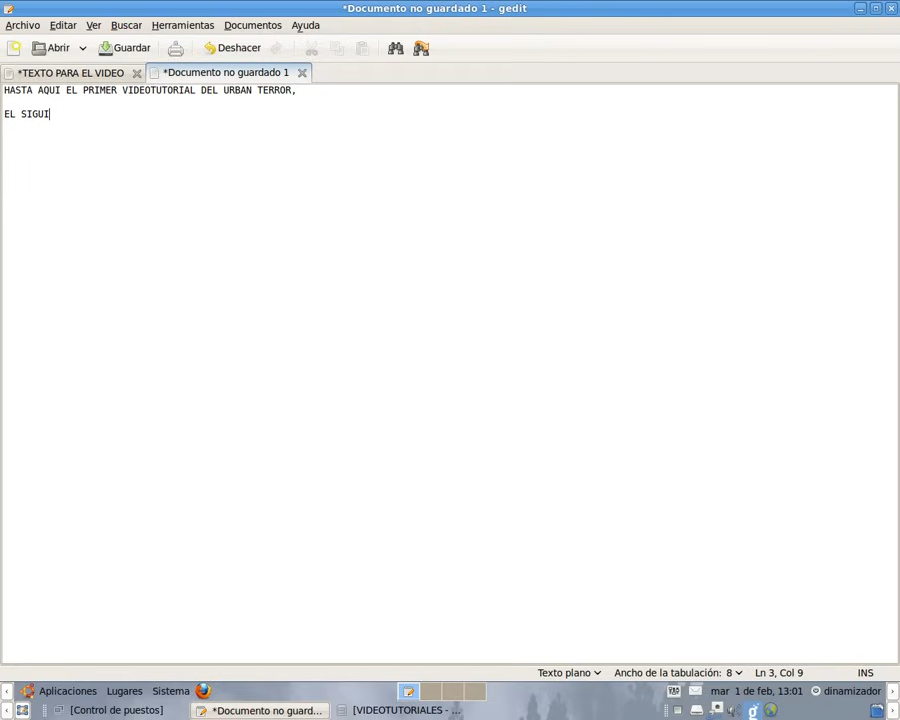 *Documento no guardado 1 - gedit
Archivo Editar Ver Buscar Herramientas Documentos Ayuda
Abrir Guardar Deshacer
*TEXTO PARA EL VIDEO *Documento no guardado 1
HASTA AQUI EL PRIMER VIDEOTUTORIAL DEL URBAN TERROR,
EL SIGUI
Texto plano Ancho de la tabulación: 8 Ln 3, Col 9 INS
Aplicaciones Lugares Sistema mar 1 de feb, 13:01 dinamizador
[Control de puestos] *Documento no guard... [VIDEOTUTORIALES - ...